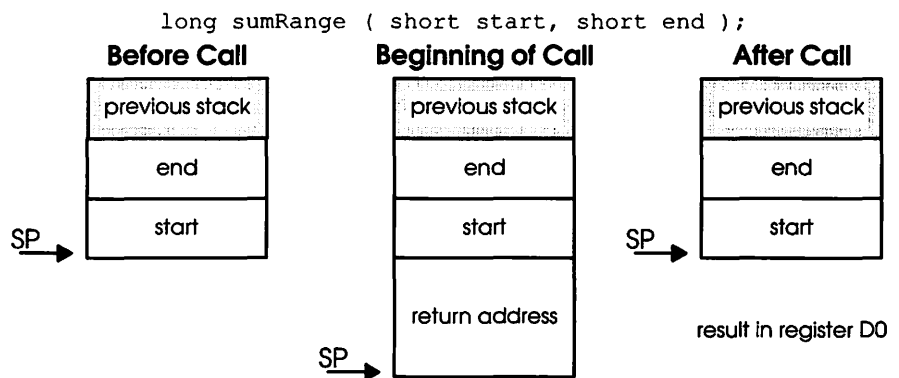 long sumRange ( short start, short end );
Before Call
previous stack
end
start
SP
Beginning of Call
previous stack
end
start
return address
SP
After Call
previous stack
end
start
SP
result in register D0